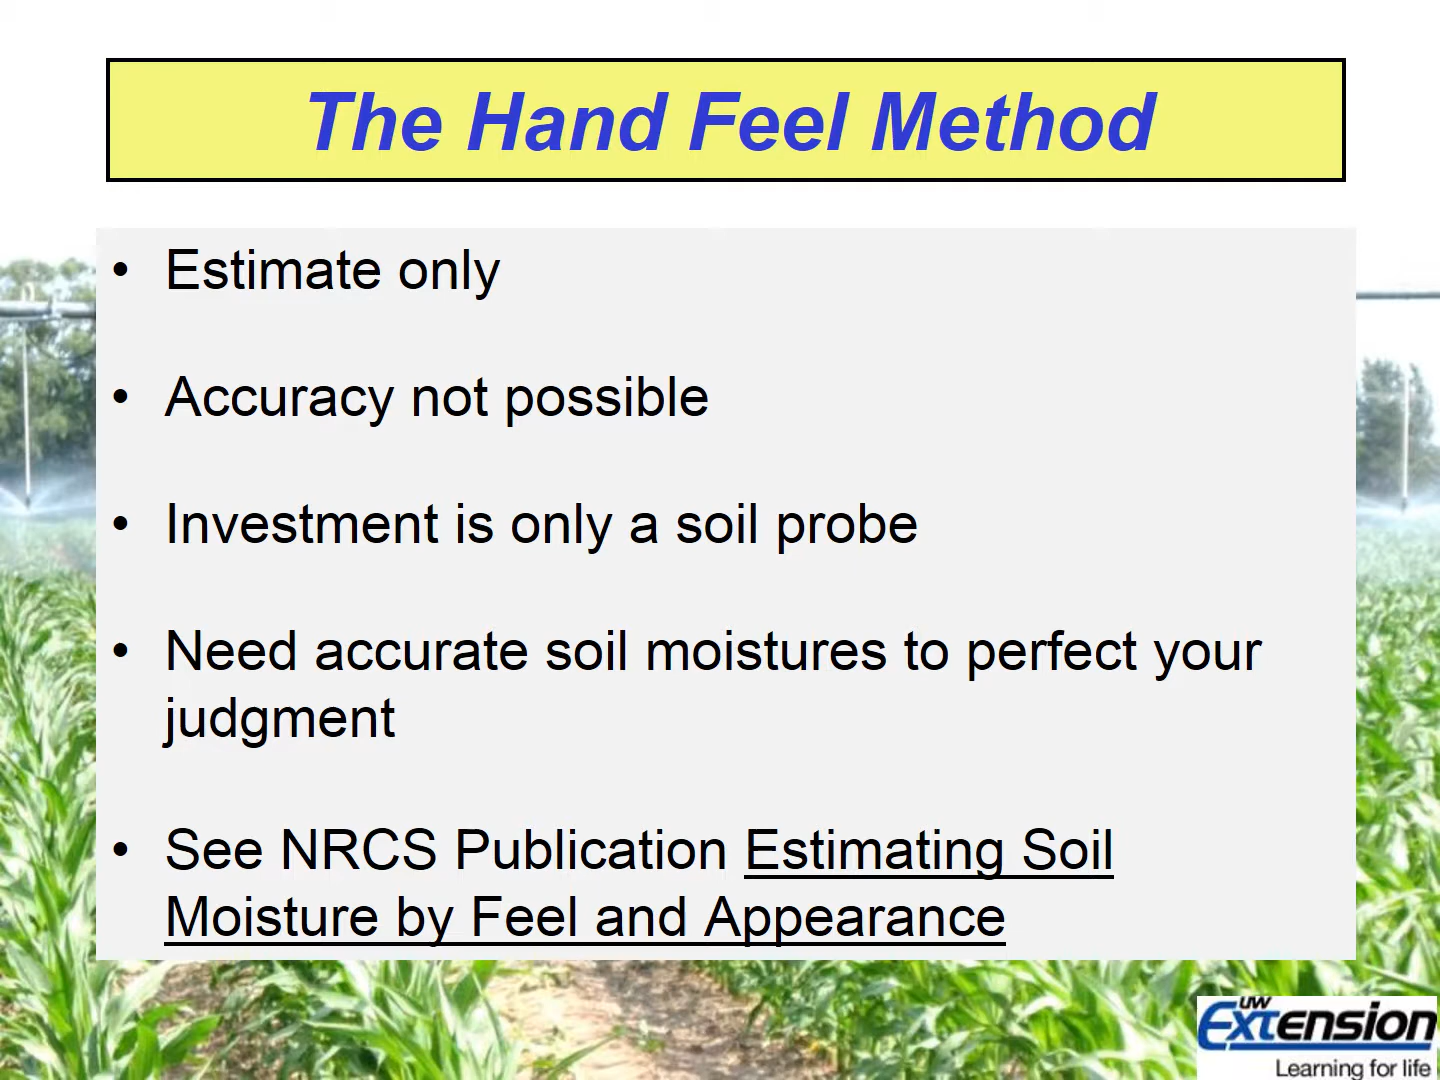 The Hand Feel Method
• Estimate only
• Accuracy not possible
• Investment is only a soil probe
• Need accurate soil moistures to perfect your
judgment
• See NRCS Publication Estimating Soil
Moisture by Feel and Appearance
UW
Extension
Learning for life